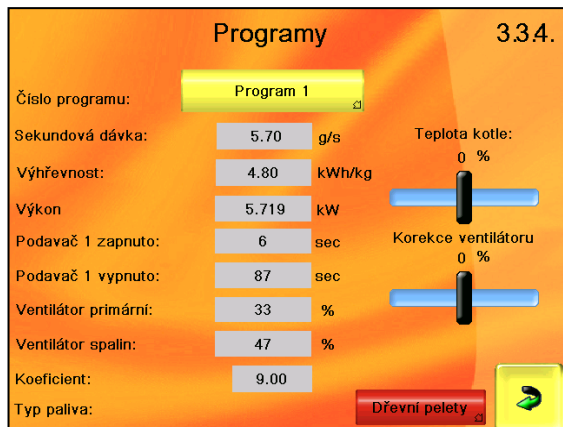 Programy 3.3.4.
Číslo programu: Program 1
Sekundová dávka: 5.70 g/s
Výhřevnost: 4.80 kWh/kg
Výkon 5.719 kW
Podavač 1 zapnuto: 6 sec
Podavač 1 vypnuto: 87 sec
Ventilátor primární: 33 %
Ventilátor spalin: 47 %
Koeficient: 9.00
Typ paliva: Dřevní pelety
Teplota kotle:
0 %
Korekce ventilátoru
0 %